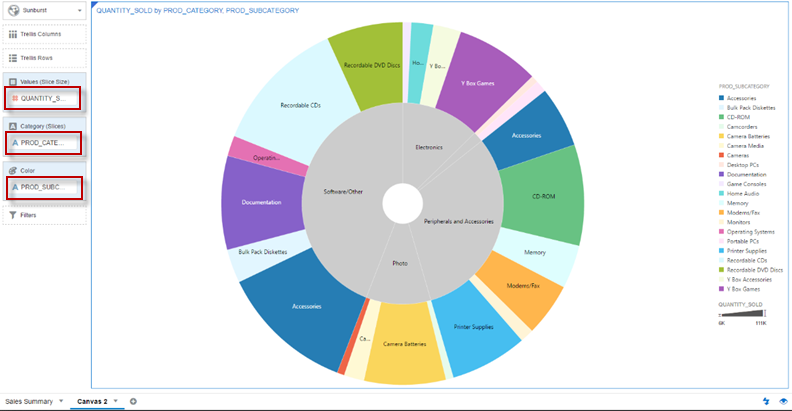 Sunburst
QUANTITY_SOLD by PROD_CATEGORY, PROD_SUBCATEGORY
Trellis Columns
Trellis Rows
Values (Slice Size)
# QUANTITY_S...
Category (Slices)
A PROD_CATE...
Color
A PROD_SUBC...
Filters
Recordable DVD Discs
Ho...
Y Bo...
Y Box Games
Recordable CDs
Accessories
Electronics
Operatin...
Software/Other
CD-ROM
Documentation
Peripherals and Accessories
Bulk Pack Diskettes
Memory
Photo
Modems/Fax
Accessories
Printer Supplies
Ca...
Camera Batteries
PROD_SUBCATEGORY
Accessories
Bulk Pack Diskettes
CD-ROM
Camcorders
Camera Batteries
Camera Media
Cameras
Desktop PCs
Documentation
Game Consoles
Home Audio
Memory
Modems/Fax
Monitors
Operating Systems
Portable PCs
Printer Supplies
Recordable CDs
Recordable DVD Discs
Y Box Accessories
Y Box Games
QUANTITY_SOLD
6K 111K
Sales Summary
Canvas 2